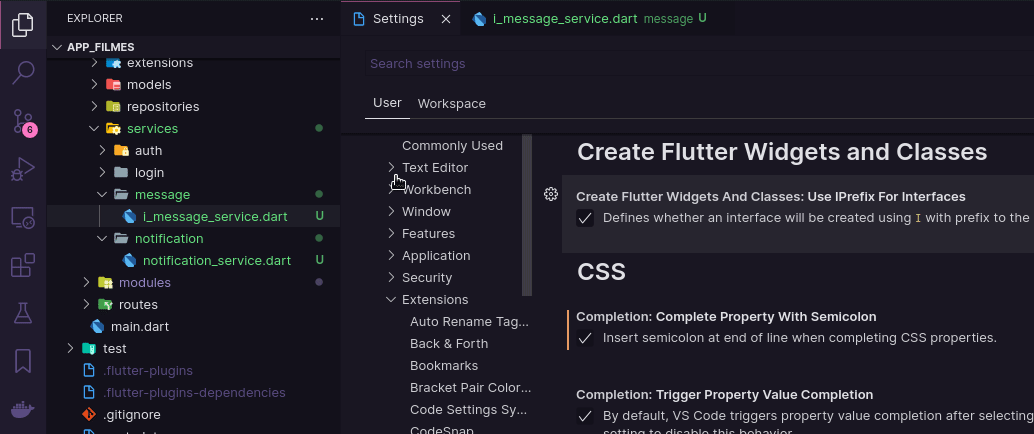 EXPLORER
APP_FILMES
extensions
models
repositories
services
auth
login
message
i_message_service.dart U
notification
notification_service.dart U
modules
routes
main.dart
test
.flutter-plugins
.flutter-plugins-dependencies
.gitignore
6
Settings
i_message_service.dart message U
Search settings
User Workspace
Commonly Used
Text Editor
Workbench
Window
Features
Application
Security
Extensions
Auto Rename Tag...
Back & Forth
Bookmarks
Bracket Pair Color...
Code Settings Sy...
CodeSnap
Create Flutter Widgets and Classes
Create Flutter Widgets And Classes: Use IPrefix For Interfaces
Defines whether an interface will be created using I with prefix to the
CSS
Completion: Complete Property With Semicolon
Insert semicolon at end of line when completing CSS properties.
Completion: Trigger Property Value Completion
By default, VS Code triggers property value completion after selecting
setting to disable this behavior.